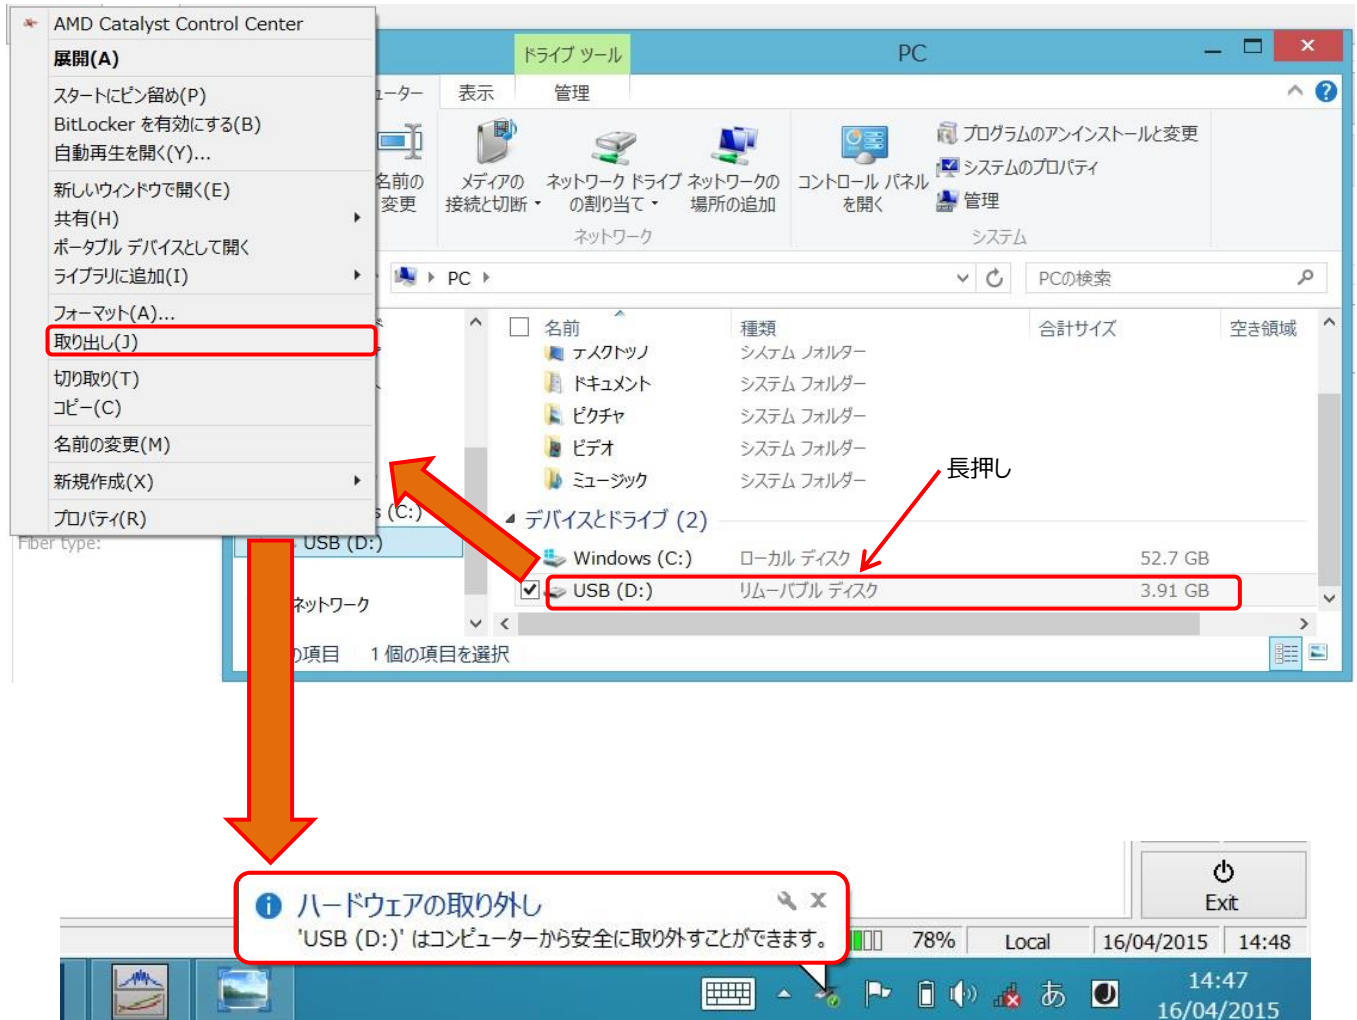 AMD Catalyst Control Center
展開(A)
スタートにピン留め(P)
BitLocker を有効にする(B)
自動再生を開く(Y)...
新しいウィンドウで開く(E)
共有(H)
ポータブル デバイスとして開く
ライブラリに追加(I)
フォーマット(A)...
取り出し(J)
切り取り(T)
コピー(C)
名前の変更(M)
新規作成(X)
プロパティ(R)
Fiber type:
ドライブ ツール
PC
ューター
表示
管理
名前の
変更
メディアの
接続と切断
ネットワーク ドライブ
の割り当て
ネットワークの
場所の追加
ネットワーク
コントロール パネル
を開く
プログラムのアンインストールと変更
システムのプロパティ
管理
システム
PC
PCの検索
名前 種類 合計サイズ 空き領域
デスクトップ システム フォルダー
ドキュメント システム フォルダー
ピクチャ システム フォルダー
ビデオ システム フォルダー
ミュージック システム フォルダー
長押し
デバイスとドライブ (2)
Windows (C:) ローカル ディスク 52.7 GB
USB (D:) リムーバブル ディスク 3.91 GB
s (C:)
USB (D:)
ネットワーク
の項目 1 個の項目を選択
Exit
ハードウェアの取り外し
'USB (D:)' はコンピューターから安全に取り外すことができます。
78% Local 16/04/2015 14:48
あ
14:47
16/04/2015